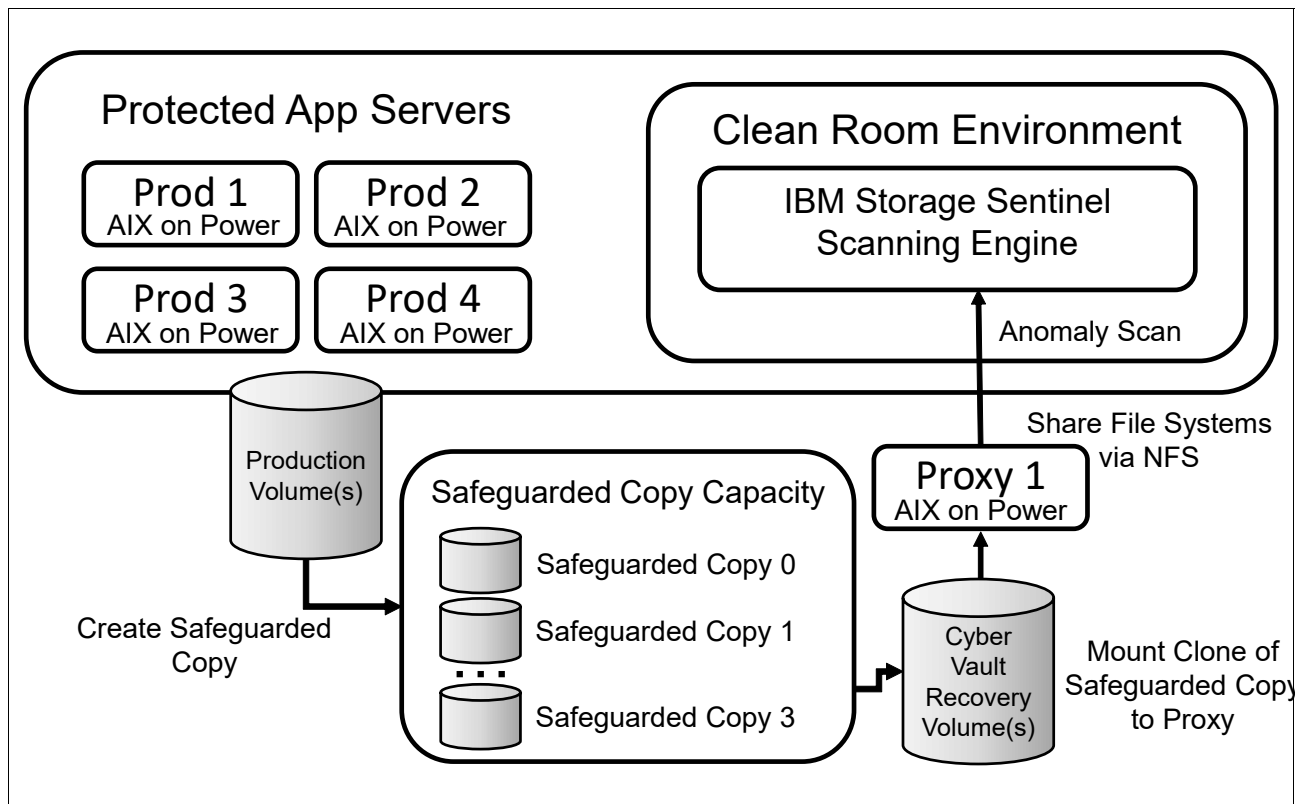 Protected App Servers
Prod 1
AIX on Power
Prod 2
AIX on Power
Prod 3
AIX on Power
Prod 4
AIX on Power
Clean Room Environment
IBM Storage Sentinel
Scanning Engine
Anomaly Scan
Share File Systems
via NFS
Proxy 1
AIX on Power
Production
Volume(s)
Create Safeguarded
Copy
Safeguarded Copy Capacity
Safeguarded Copy 0
Safeguarded Copy 1
...
Safeguarded Copy 3
Cyber
Vault
Recovery
Volume(s)
Mount Clone of
Safeguarded Copy
to Proxy